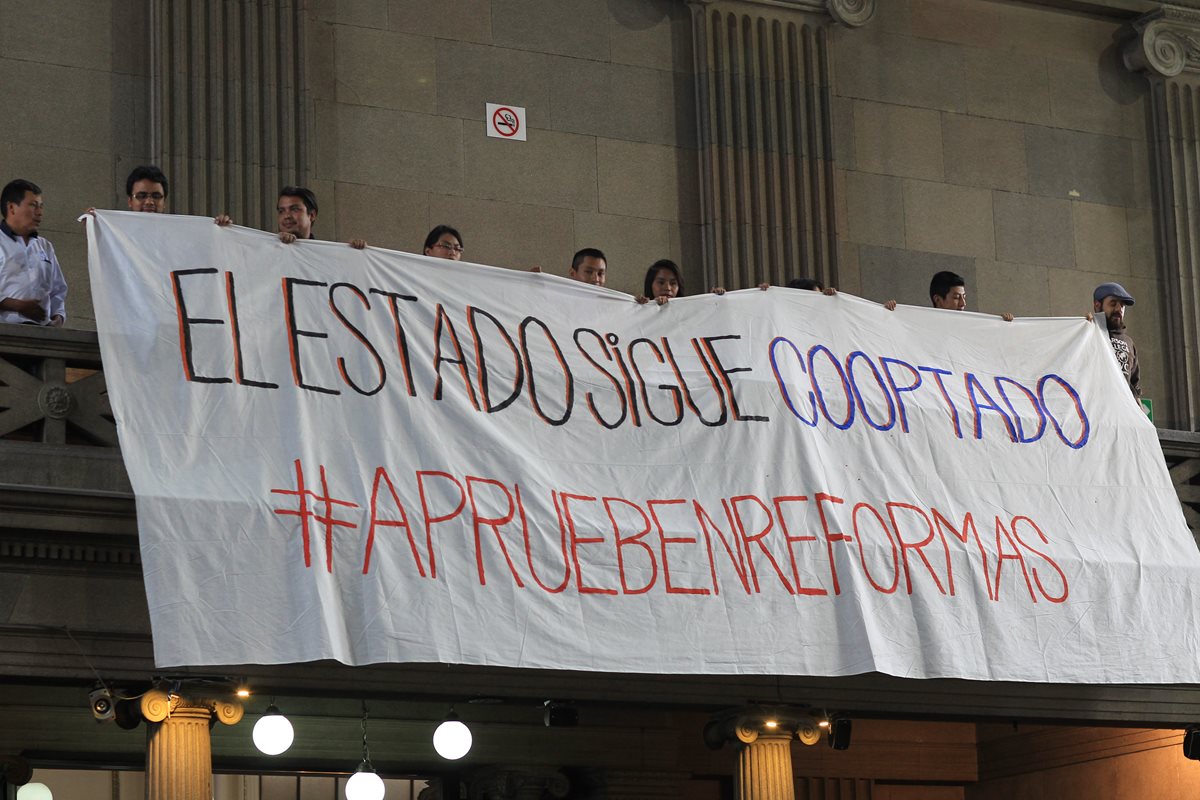 EL ESTADO SiGUE COOPTADO
#APRUEBENREFORMAS